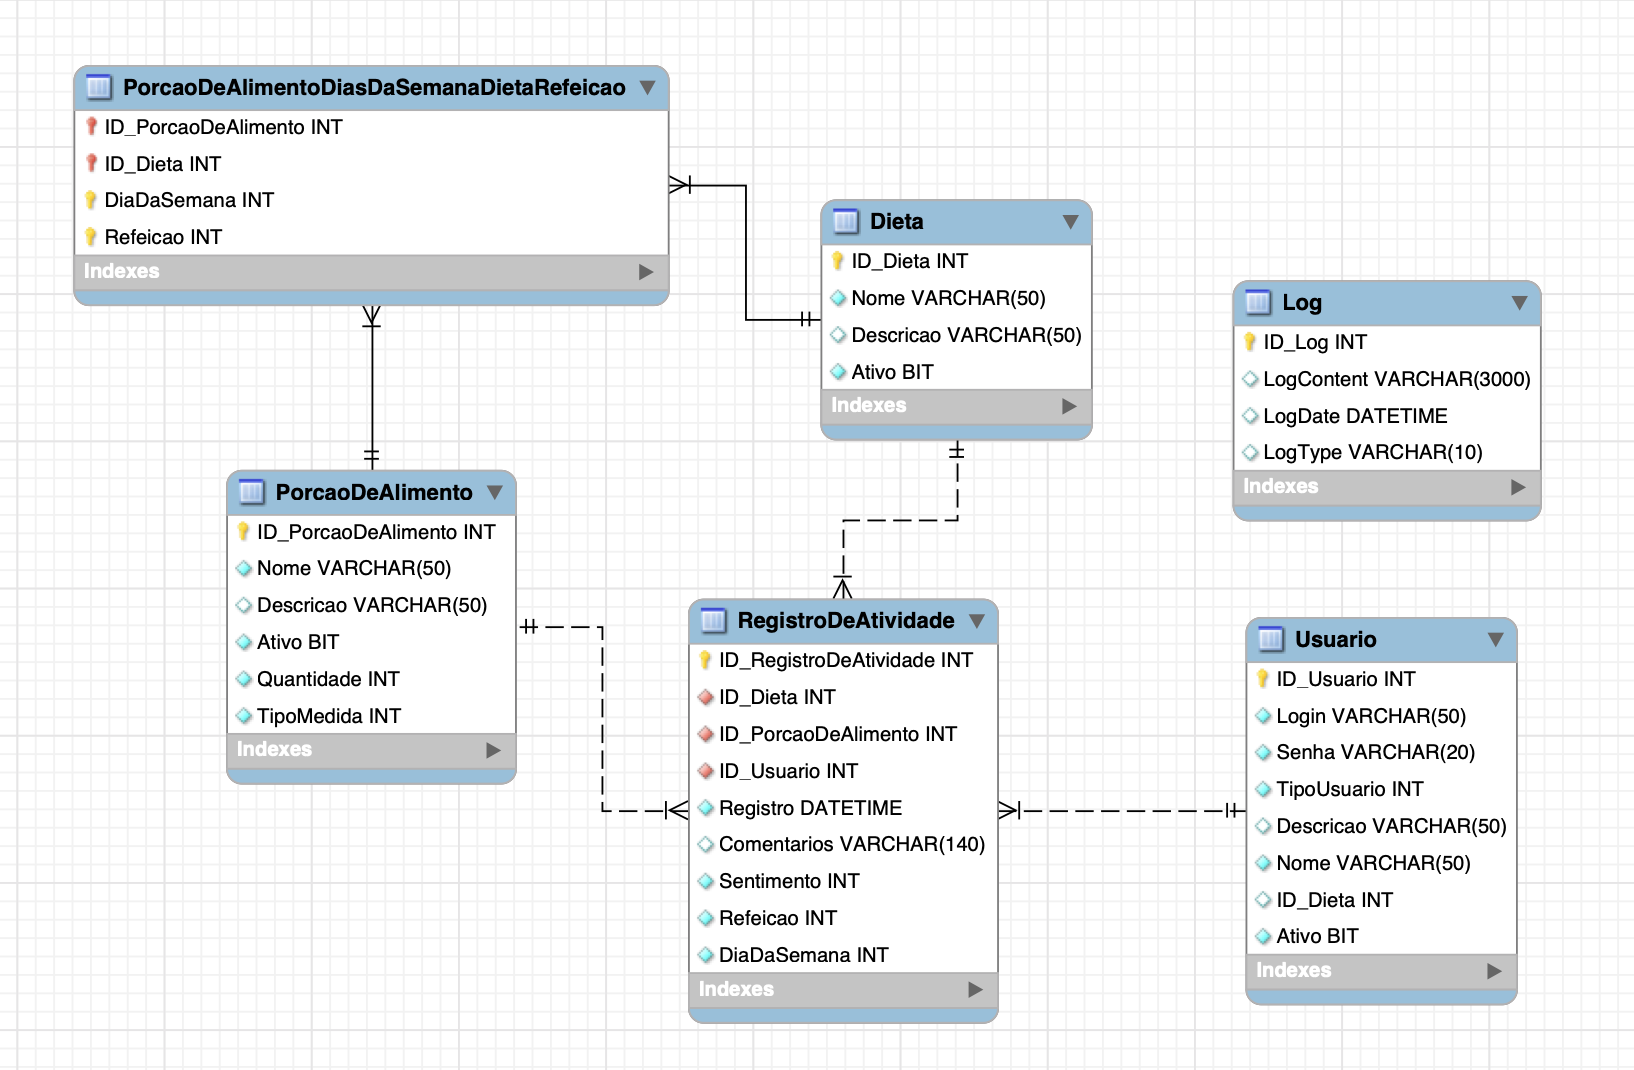 PorcaoDeAlimentoDiasDaSemanaDietaRefeicao
ID_PorcaoDeAlimento INT
ID_Dieta INT
DiaDaSemana INT
Refeicao INT
Indexes
Dieta
ID_Dieta INT
Nome VARCHAR(50)
Descricao VARCHAR(50)
Ativo BIT
Indexes
Log
ID_Log INT
LogContent VARCHAR(3000)
LogDate DATETIME
LogType VARCHAR(10)
Indexes
PorcaoDeAlimento
ID_PorcaoDeAlimento INT
Nome VARCHAR(50)
Descricao VARCHAR(50)
Ativo BIT
Quantidade INT
TipoMedida INT
Indexes
RegistroDeAtividade
ID_RegistroDeAtividade INT
ID_Dieta INT
ID_PorcaoDeAlimento INT
ID_Usuario INT
Registro DATETIME
Comentarios VARCHAR(140)
Sentimento INT
Refeicao INT
DiaDaSemana INT
Indexes
Usuario
ID_Usuario INT
Login VARCHAR(50)
Senha VARCHAR(20)
TipoUsuario INT
Descricao VARCHAR(50)
Nome VARCHAR(50)
ID_Dieta INT
Ativo BIT
Indexes